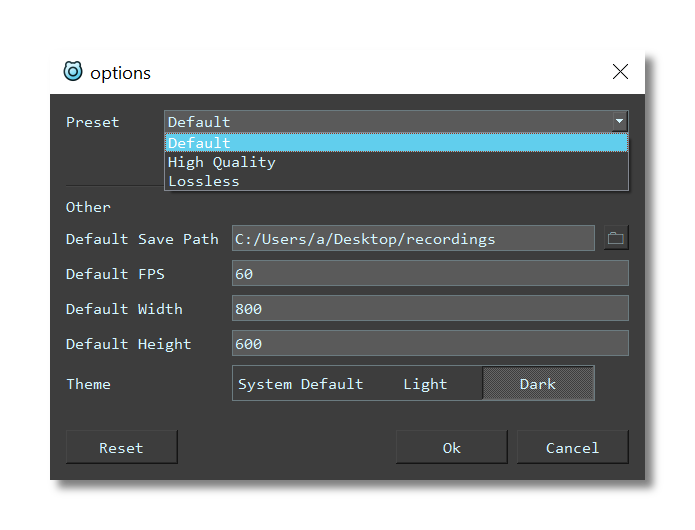 options
Preset Default
Default
High Quality
Lossless
Other
Default Save Path C:/Users/a/Desktop/recordings
Default FPS 60
Default Width 800
Default Height 600
Theme System Default Light Dark
Reset Ok Cancel